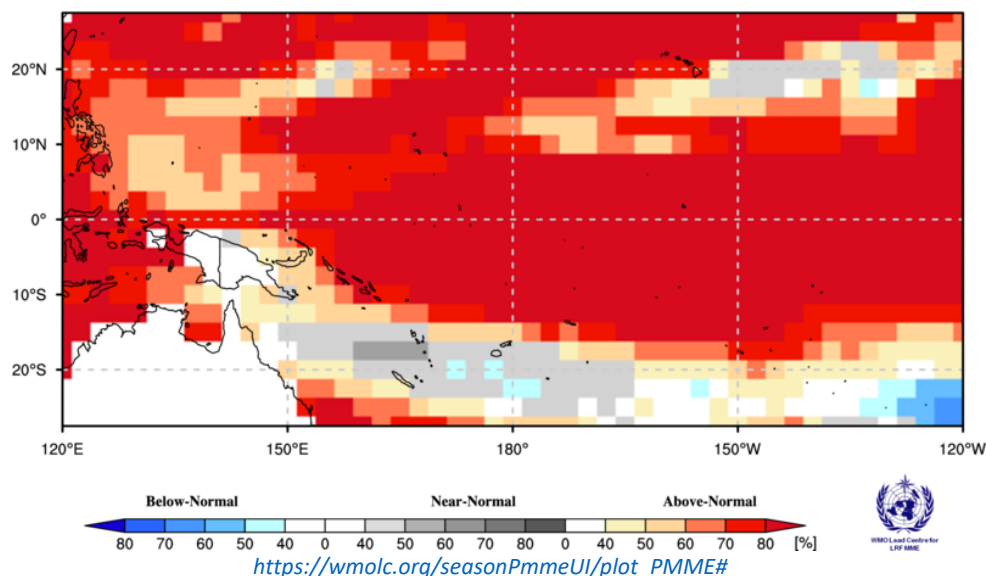 20°N
10°N
0°
10°S
20°S
120°E 150°E 180° 150°W 120°W
Below-Normal Near-Normal Above-Normal
80 70 60 50 40 0 40 50 60 70 80 0 40 50 60 70 80 [%]
WMO Lead Centre for
LRF MME
https://wmolc.org/seasonPmmeUI/plot_PMME#